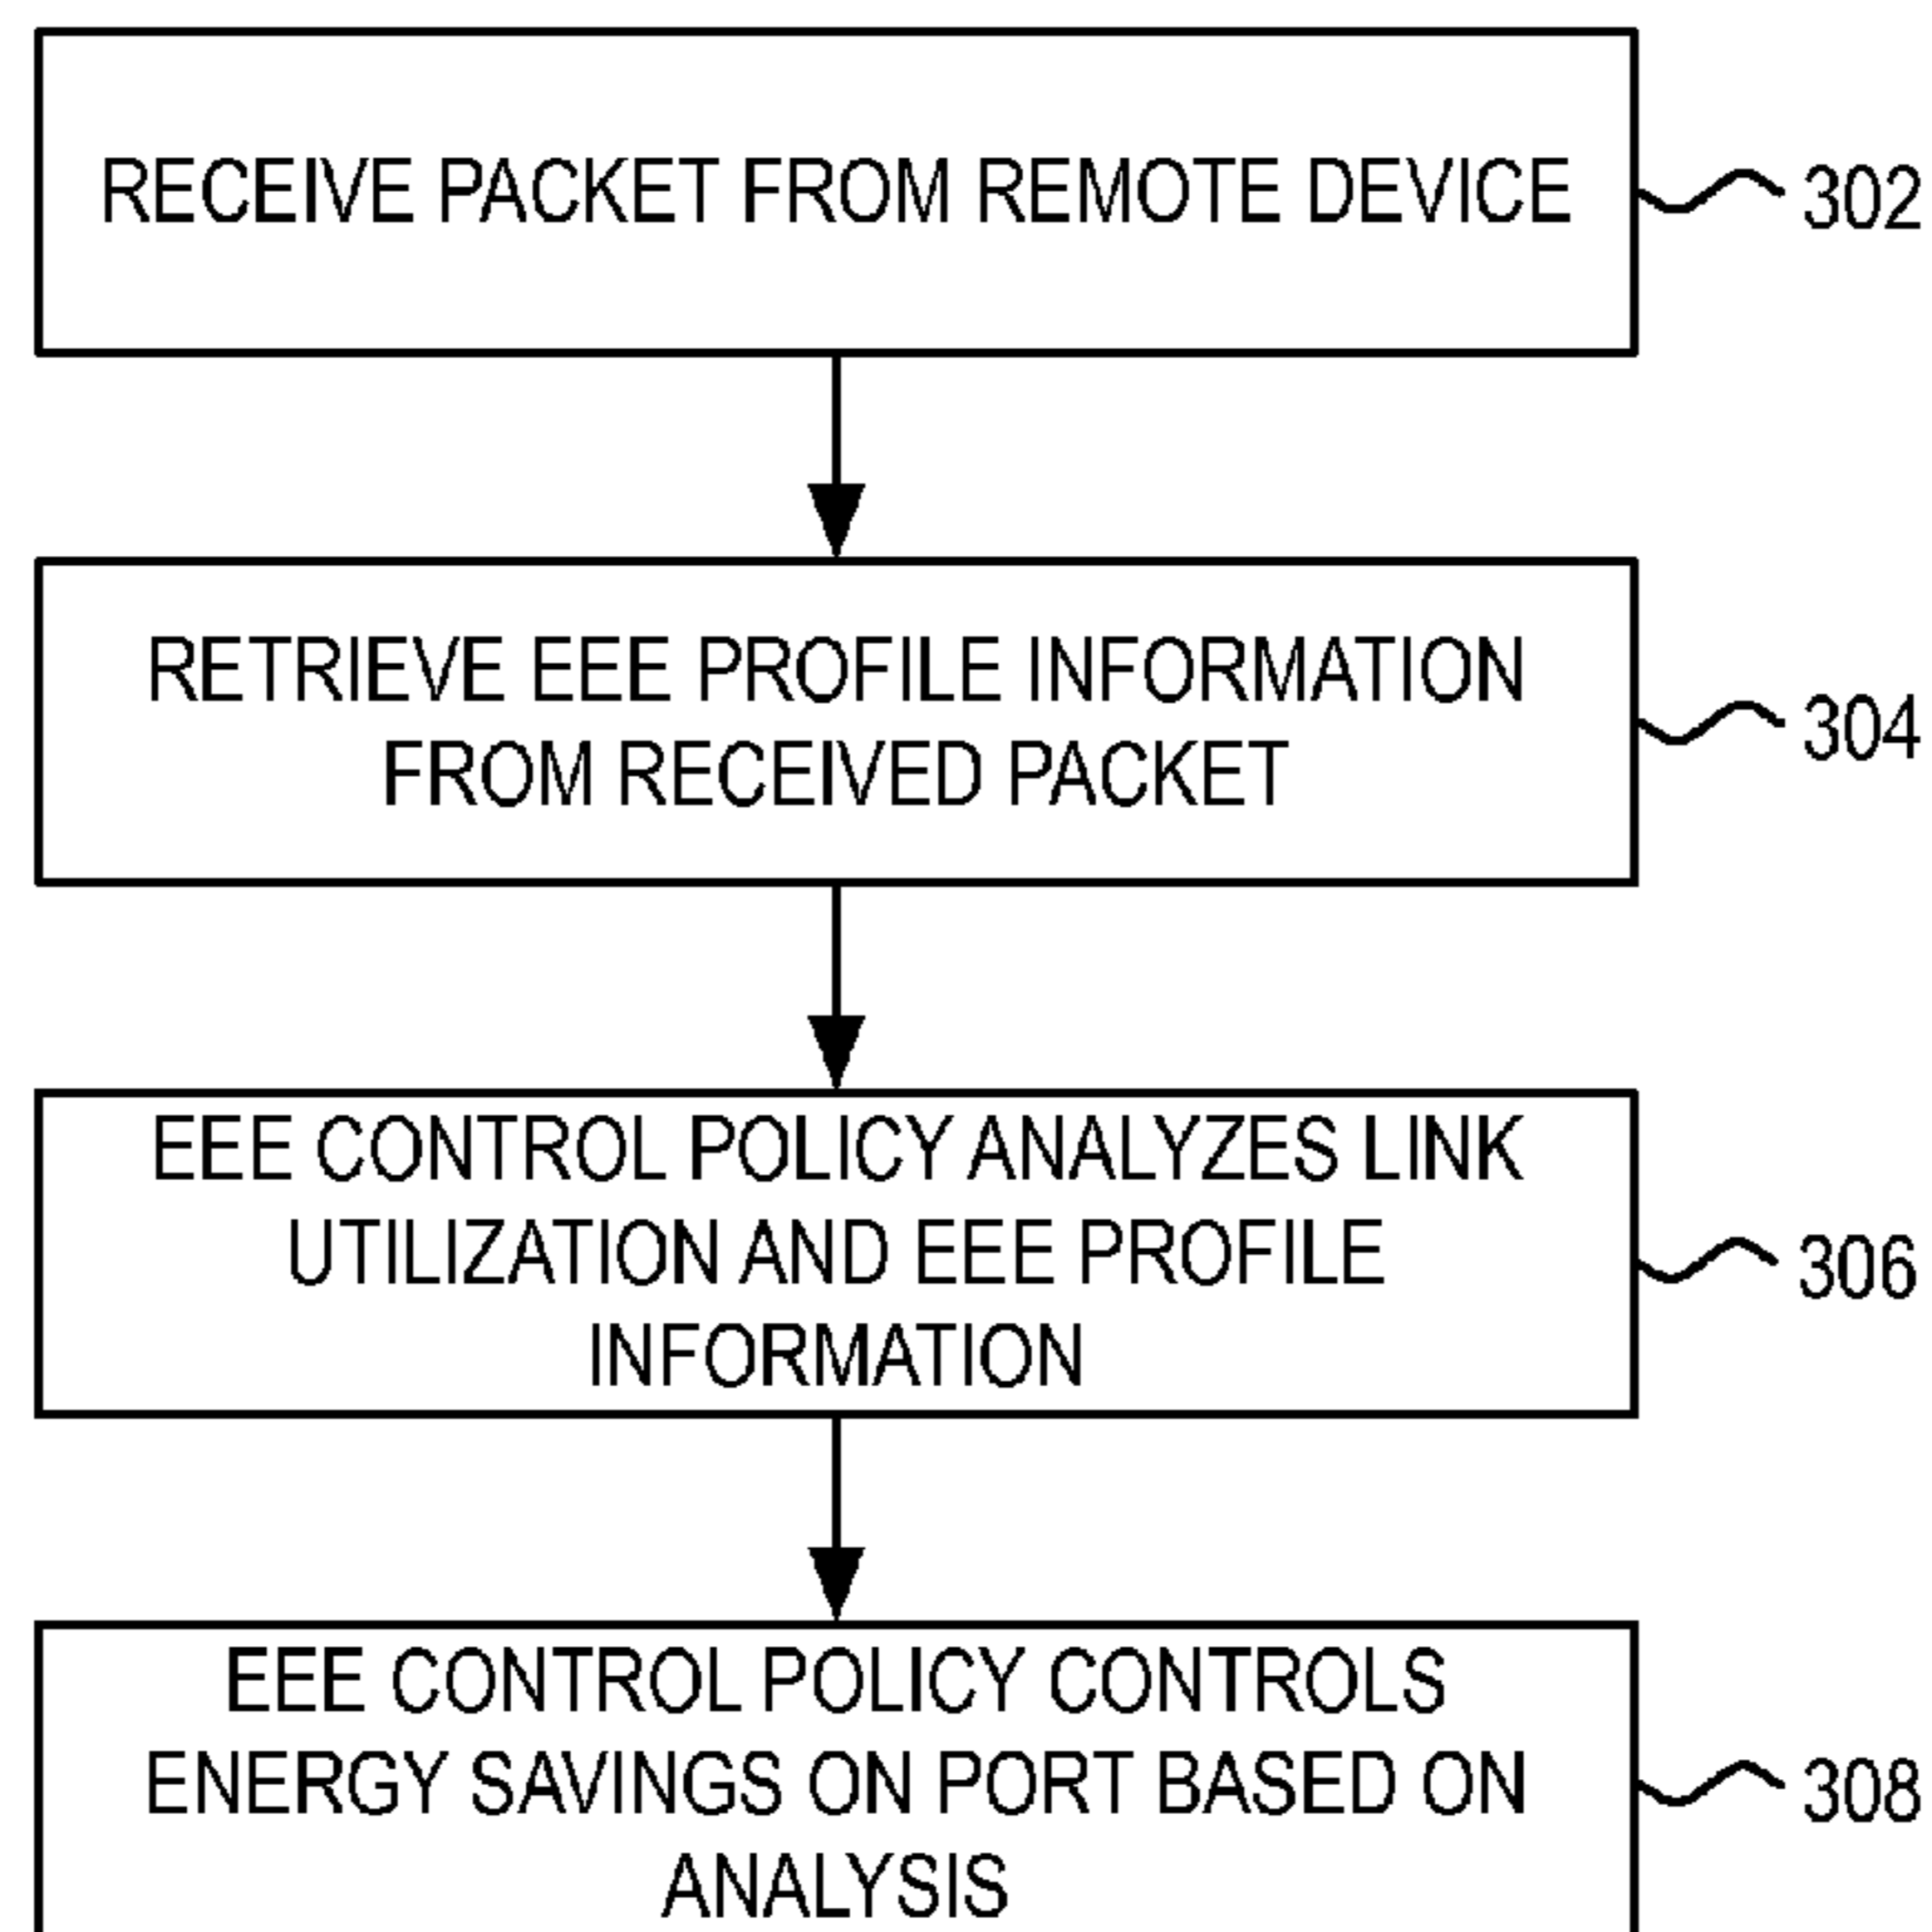 RECEIVE PACKET FROM REMOTE DEVICE
302
RETRIEVE EEE PROFILE INFORMATION
FROM RECEIVED PACKET
304
EEE CONTROL POLICY ANALYZES LINK
UTILIZATION AND EEE PROFILE
INFORMATION
306
EEE CONTROL POLICY CONTROLS
ENERGY SAVINGS ON PORT BASED ON
ANALYSIS
308